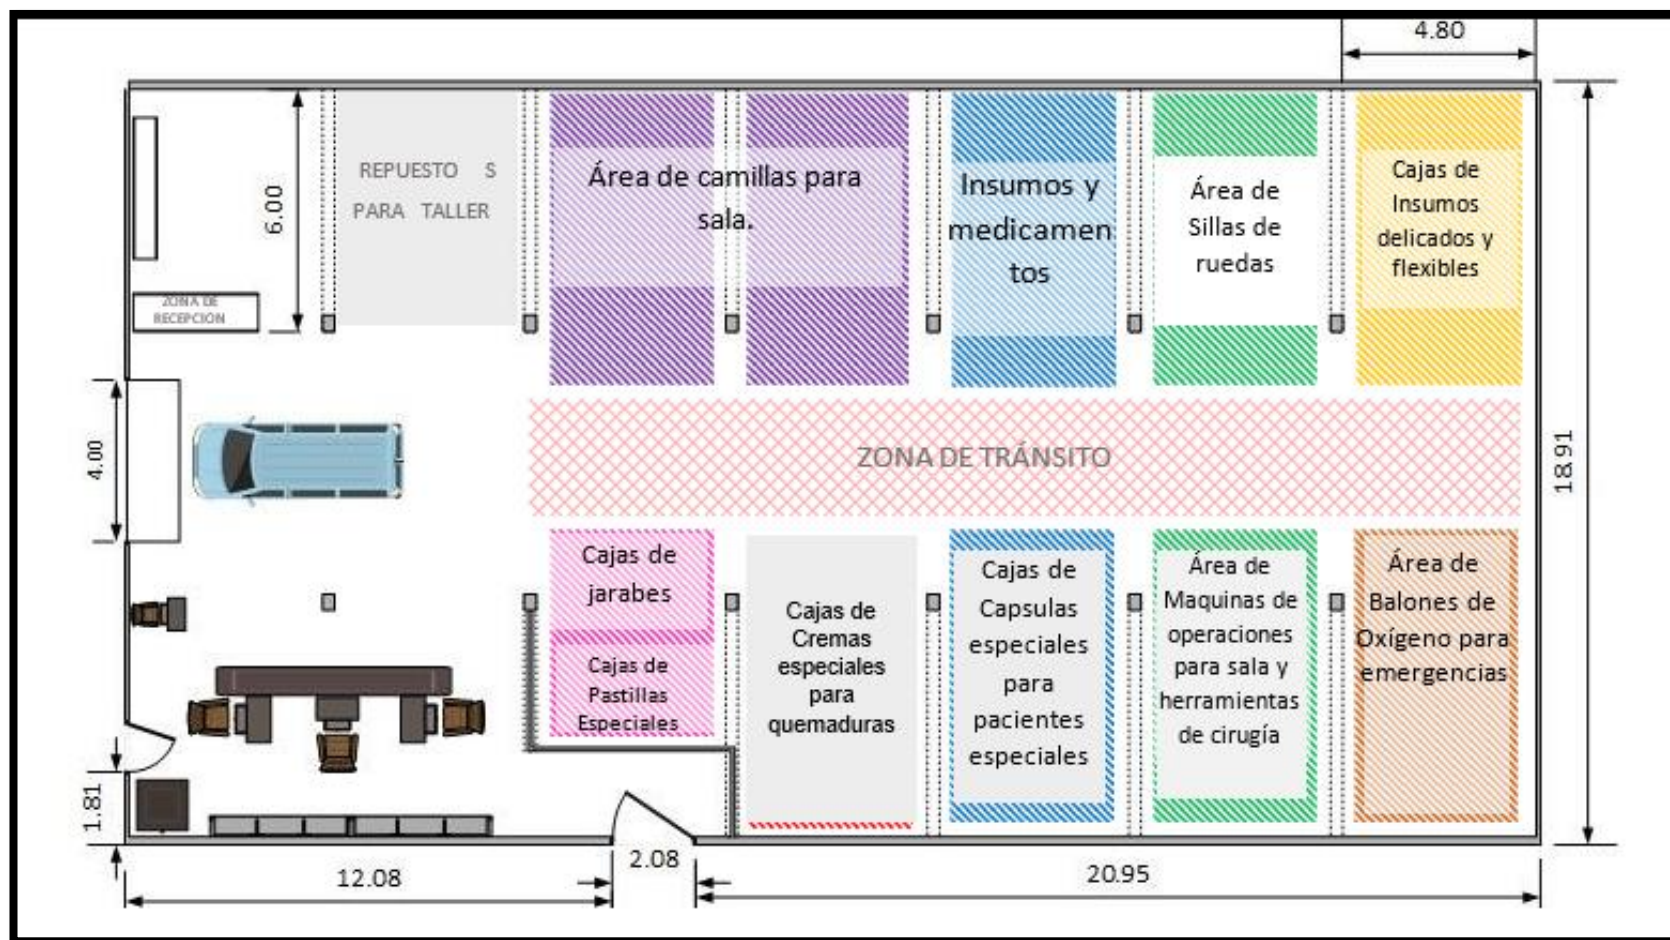 4.80
REPUESTO S
PARA TALLER
Área de camillas para
sala.
Insumos y
medicamen
tos
Área de
Sillas de
ruedas
Cajas de
Insumos
delicados y
flexibles
6.00
ZONA DE
RECEPCION
4.00
ZONA DE TRÁNSITO
18.91
Cajas de
jarabes
Cajas de
Pastillas
Especiales
Cajas de
Cremas
especiales
para
quemaduras
Cajas de
Capsulas
especiales
para
pacientes
especiales
Área de
Maquinas de
operaciones
para sala y
herramientas
de cirugía
Área de
Balones de
Oxígeno para
emergencias
1.81
12.08
2.08
20.95